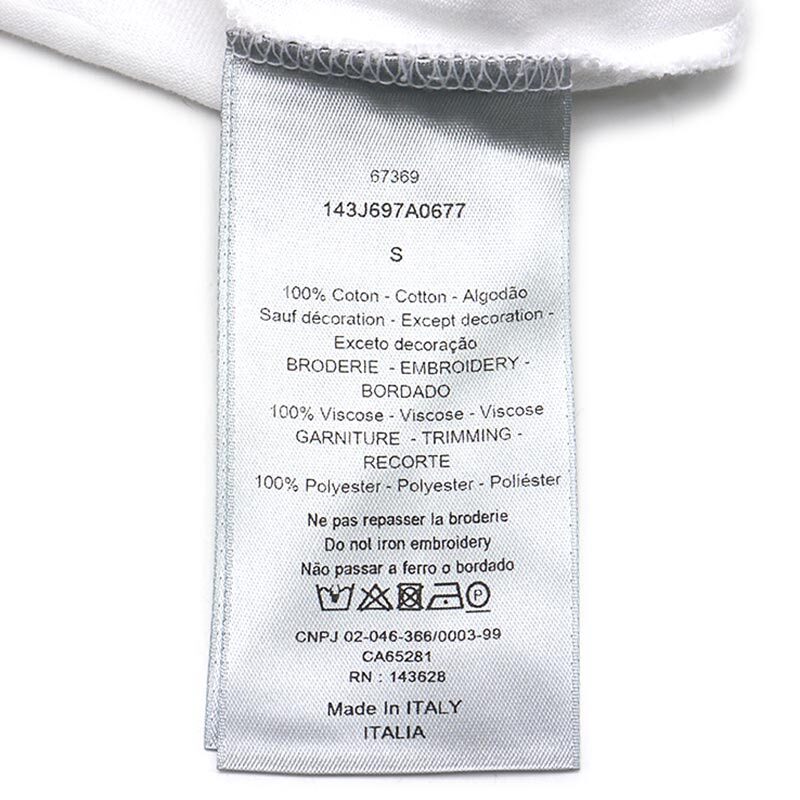 67369
143J697A0677
S
100% Coton - Cotton - Algodão
Sauf décoration - Except decoration -
Exceto decoração
BRODERIE - EMBROIDERY -
BORDADO
100% Viscose - Viscose - Viscose
GARNITURE - TRIMMING -
RECORTE
100% Polyester - Polyester - Poliéster
Ne pas repasser la broderie
Do not iron embroidery
Não passar a ferro o bordado
P
CNPJ 02-046-366/0003-99
CA65281
RN : 143628
Made In ITALY
ITALIA